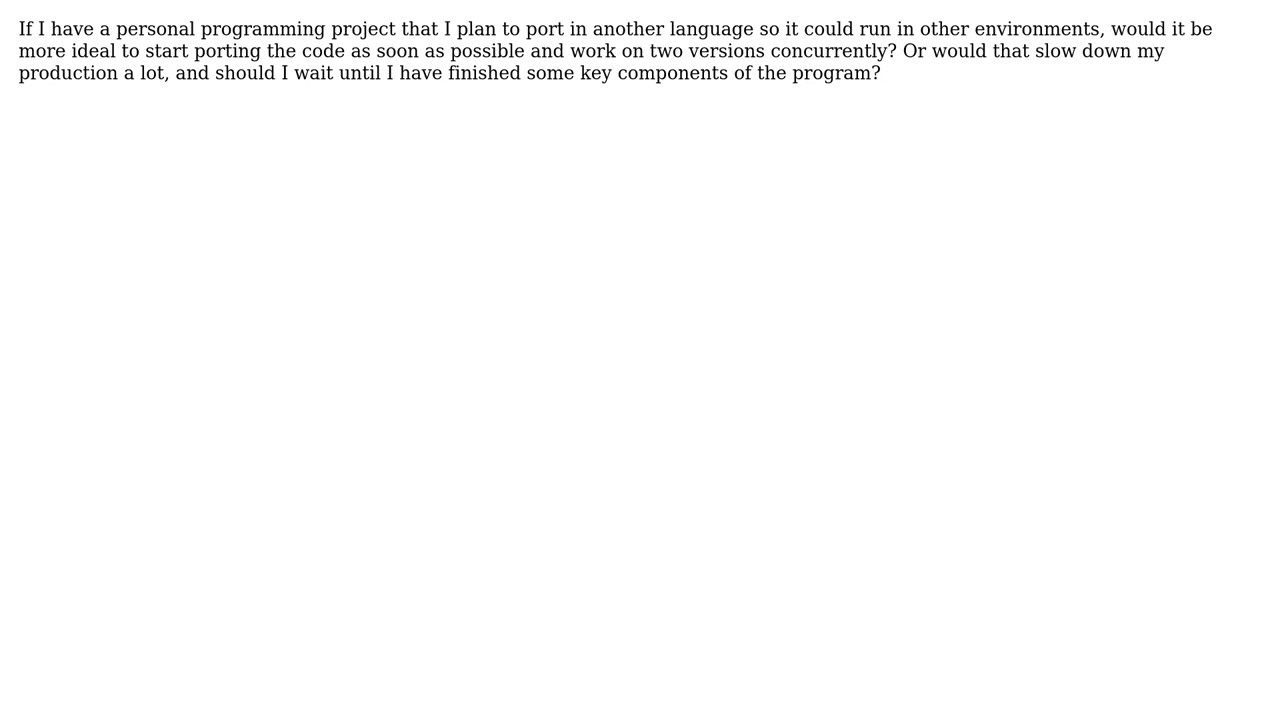 If I have a personal programming project that I plan to port in another language so it could run in other environments, would it be
more ideal to start porting the code as soon as possible and work on two versions concurrently? Or would that slow down my
production a lot, and should I wait until I have finished some key components of the program?